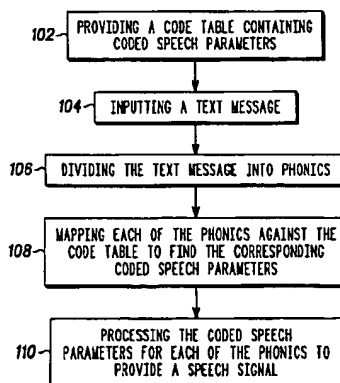 102
PROVIDING A CODE TABLE CONTAINING
CODED SPEECH PARAMETERS
104
INPUTTING A TEXT MESSAGE
106
DIVIDING THE TEXT MESSAGE INTO PHONICS
108
MAPPING EACH OF THE PHONICS AGAINST THE
CODE TABLE TO FIND THE CORRESPONDING
CODED SPEECH PARAMETERS
110
PROCESSING THE CODED SPEECH
PARAMETERS FOR EACH OF THE PHONICS TO
PROVIDE A SPEECH SIGNAL